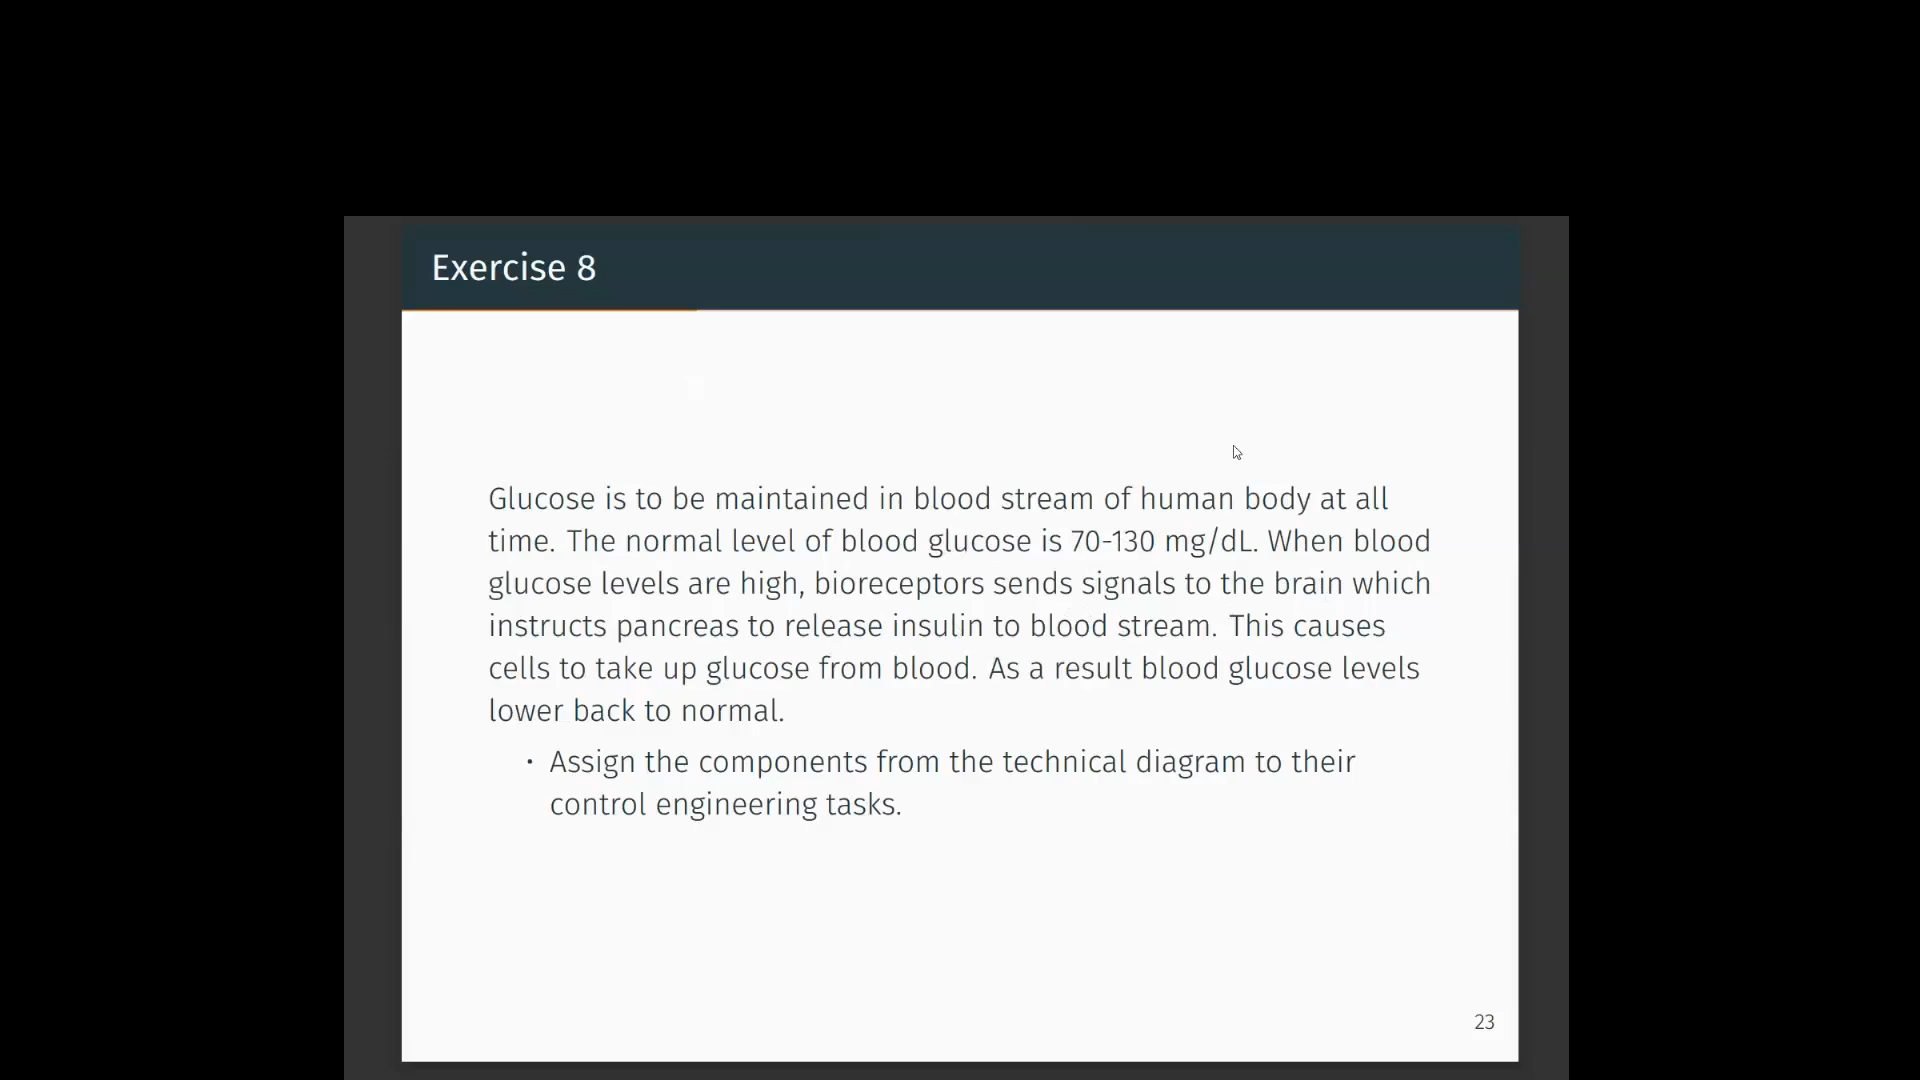 Exercise 8
Glucose is to be maintained in blood stream of human body at all
time. The normal level of blood glucose is 70-130 mg/dL. When blood
glucose levels are high, bioreceptors sends signals to the brain which
instructs pancreas to release insulin to blood stream. This causes
cells to take up glucose from blood. As a result blood glucose levels
lower back to normal.
· Assign the components from the technical diagram to their
control engineering tasks.
23